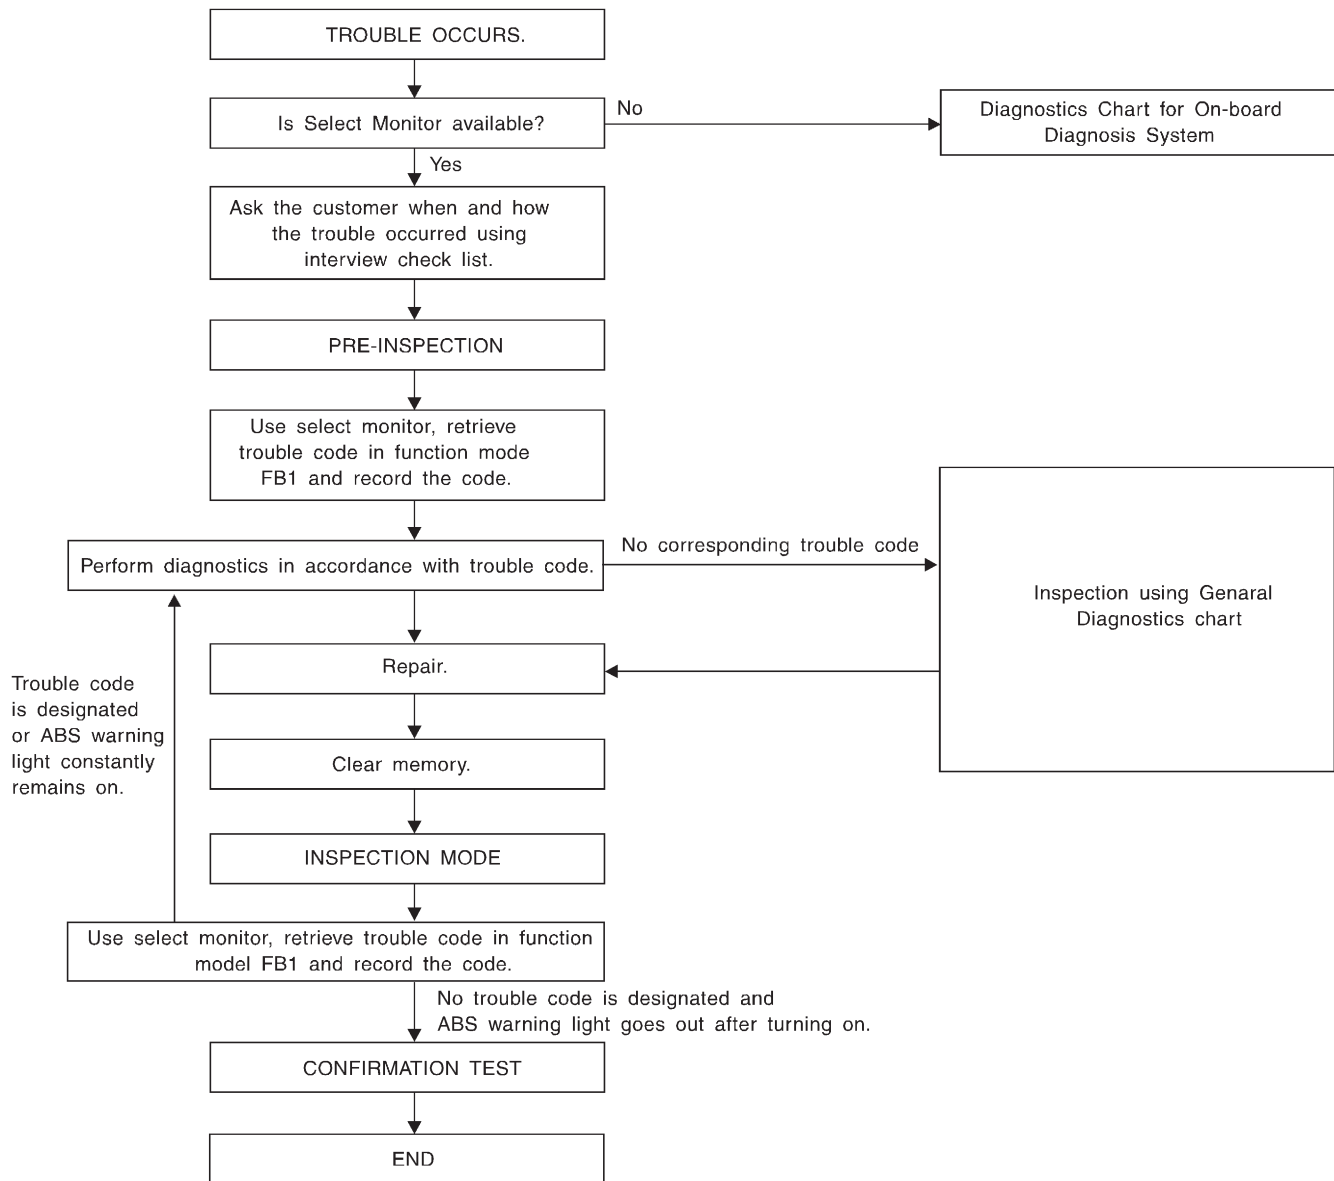 TROUBLE OCCURS.
Is Select Monitor available?
No
Diagnostics Chart for On-board
Diagnosis System
Yes
Ask the customer when and how
the trouble occurred using
interview check list.
PRE-INSPECTION
Use select monitor, retrieve
trouble code in function mode
FB1 and record the code.
Perform diagnostics in accordance with trouble code.
No corresponding trouble code
Inspection using Genaral
Diagnostics chart
Repair.
Trouble code
is designated
or ABS warning
light constantly
remains on.
Clear memory.
INSPECTION MODE
Use select monitor, retrieve trouble code in function
model FB1 and record the code.
No trouble code is designated and
ABS warning light goes out after turning on.
CONFIRMATION TEST
END